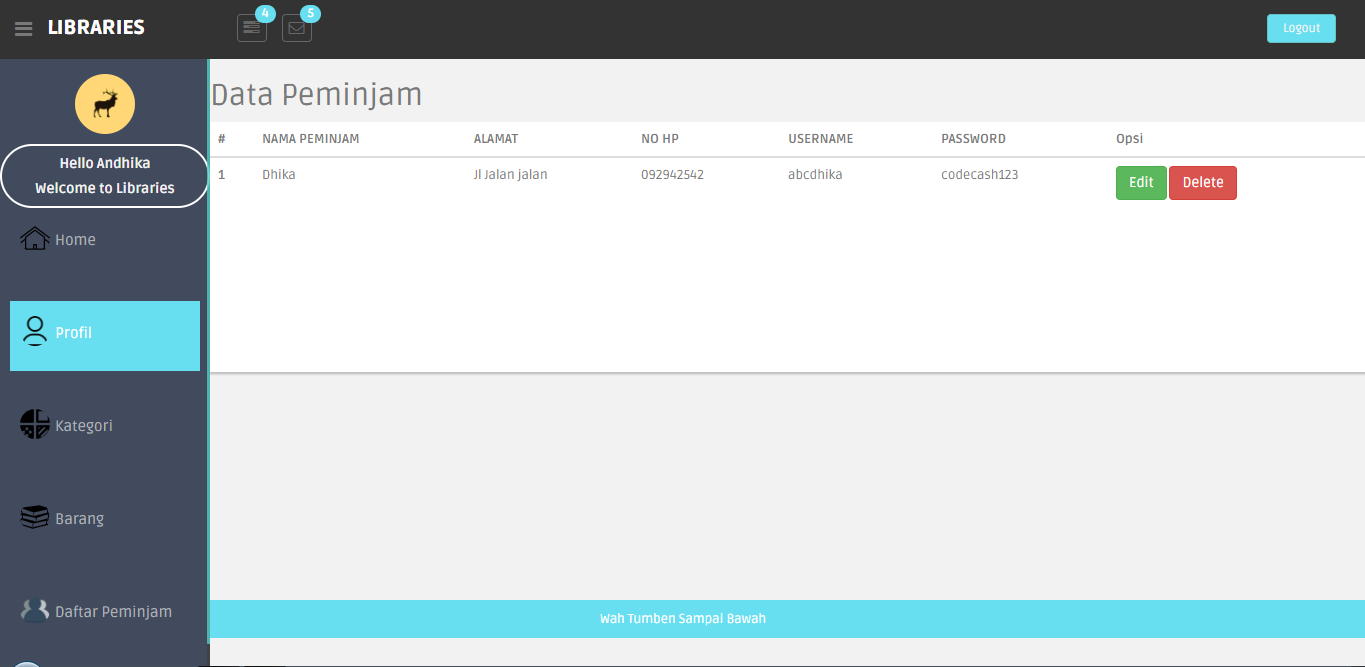 LIBRARIES
4
5
Logout
Hello Andhika
Welcome to Libraries
Home
Profil
Kategori
Barang
Daftar Peminjam
Data Peminjam
# NAMA PEMINJAM ALAMAT NO HP USERNAME PASSWORD Opsi
1 Dhika Jl Jalan jalan 092942542 abcdhika codecash123 Edit Delete
Wah Tumben Sampai Bawah